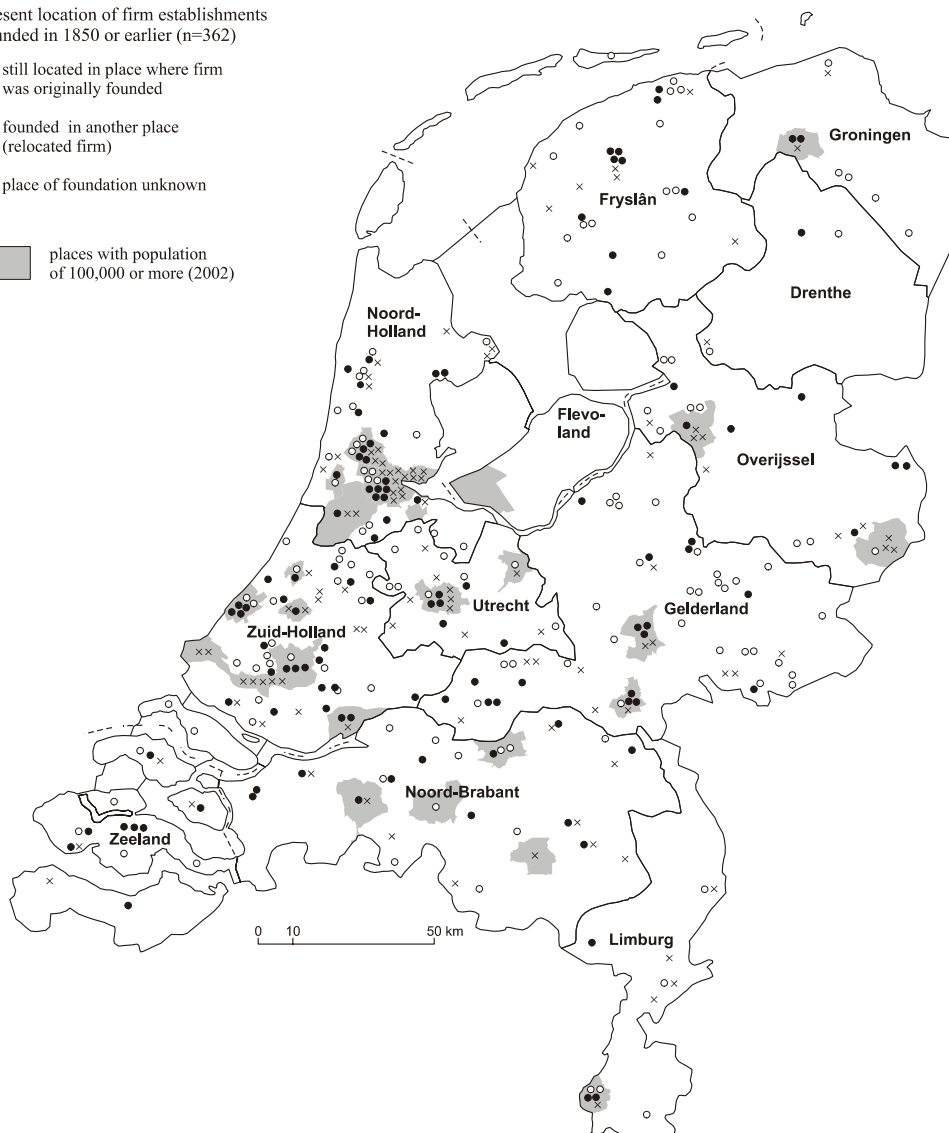 esent location of firm establishments
unded in 1850 or earlier (n=362)
still located in place where firm
was originally founded
founded in another place
(relocated firm)
place of foundation unknown
places with population
of 100,000 or more (2002)
Groningen
Fryslân
Drenthe
Noord-
Holland
Flevo-
land
Overijssel
Utrecht
Gelderland
Zuid-Holland
Noord-Brabant
Zeeland
Limburg
0 10 50 km